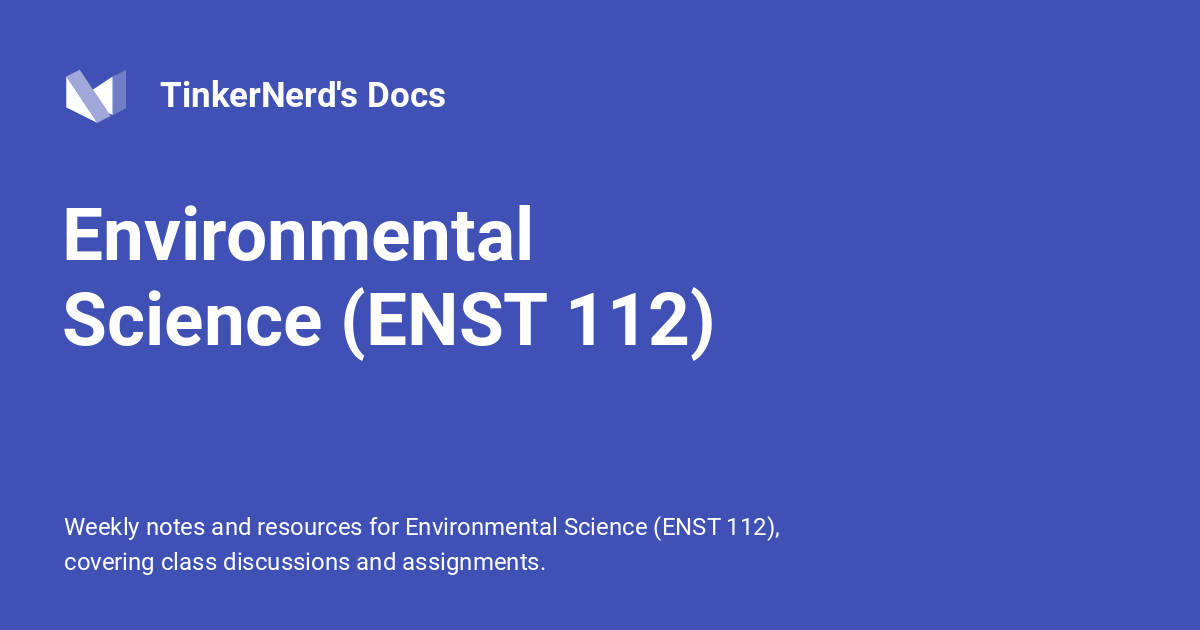 TinkerNerd's Docs
Environmental
Science (ENST 112)
Weekly notes and resources for Environmental Science (ENST 112),
covering class discussions and assignments.